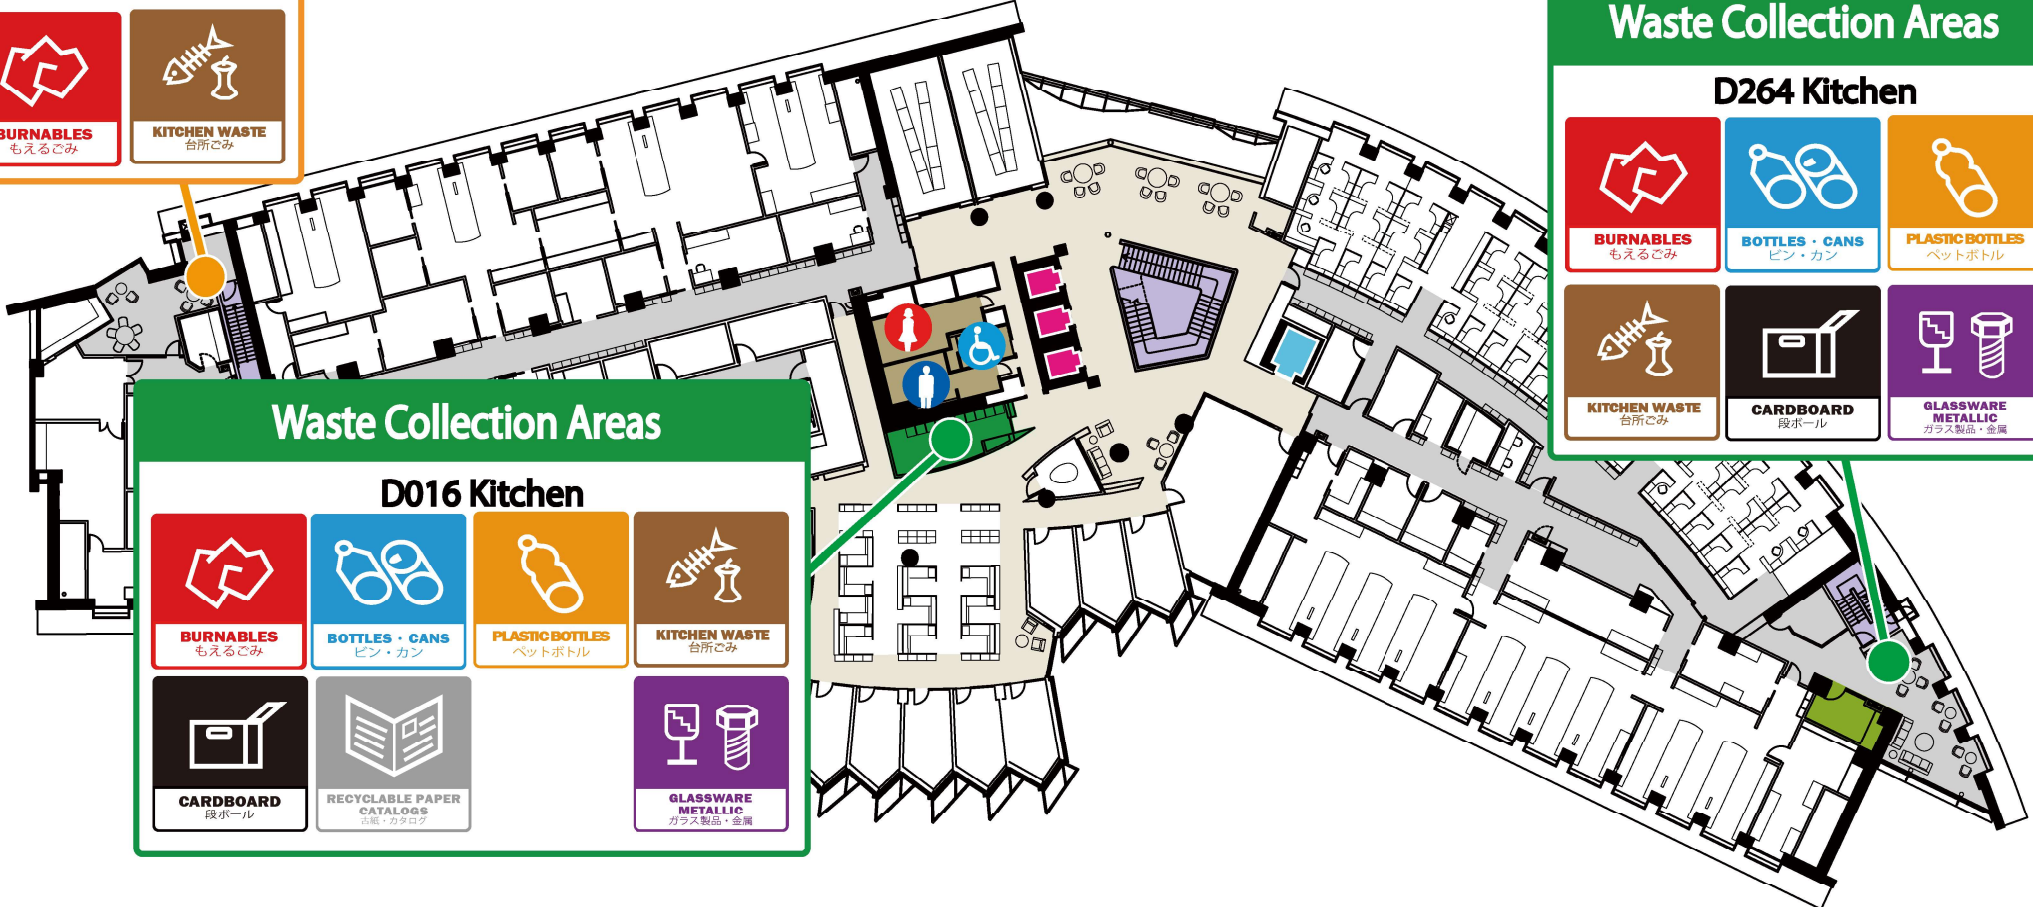 BURNABLES
もえるごみ
KITCHEN WASTE
台所ごみ
Waste Collection Areas
D016 Kitchen
BURNABLES
もえるごみ
BOTTLES・CANS
ビン・カン
PLASTIC BOTTLES
ペットボトル
KITCHEN WASTE
台所ごみ
CARDBOARD
段ボール
RECYCLABLE PAPER
CATALOGS
古紙・カタログ
GLASSWARE
METALLIC
ガラス製品・金属
Waste Collection Areas
D264 Kitchen
BURNABLES
もえるごみ
BOTTLES・CANS
ビン・カン
PLASTIC BOTTLES
ペットボトル
KITCHEN WASTE
台所ごみ
CARDBOARD
段ボール
GLASSWARE
METALLIC
ガラス製品・金属